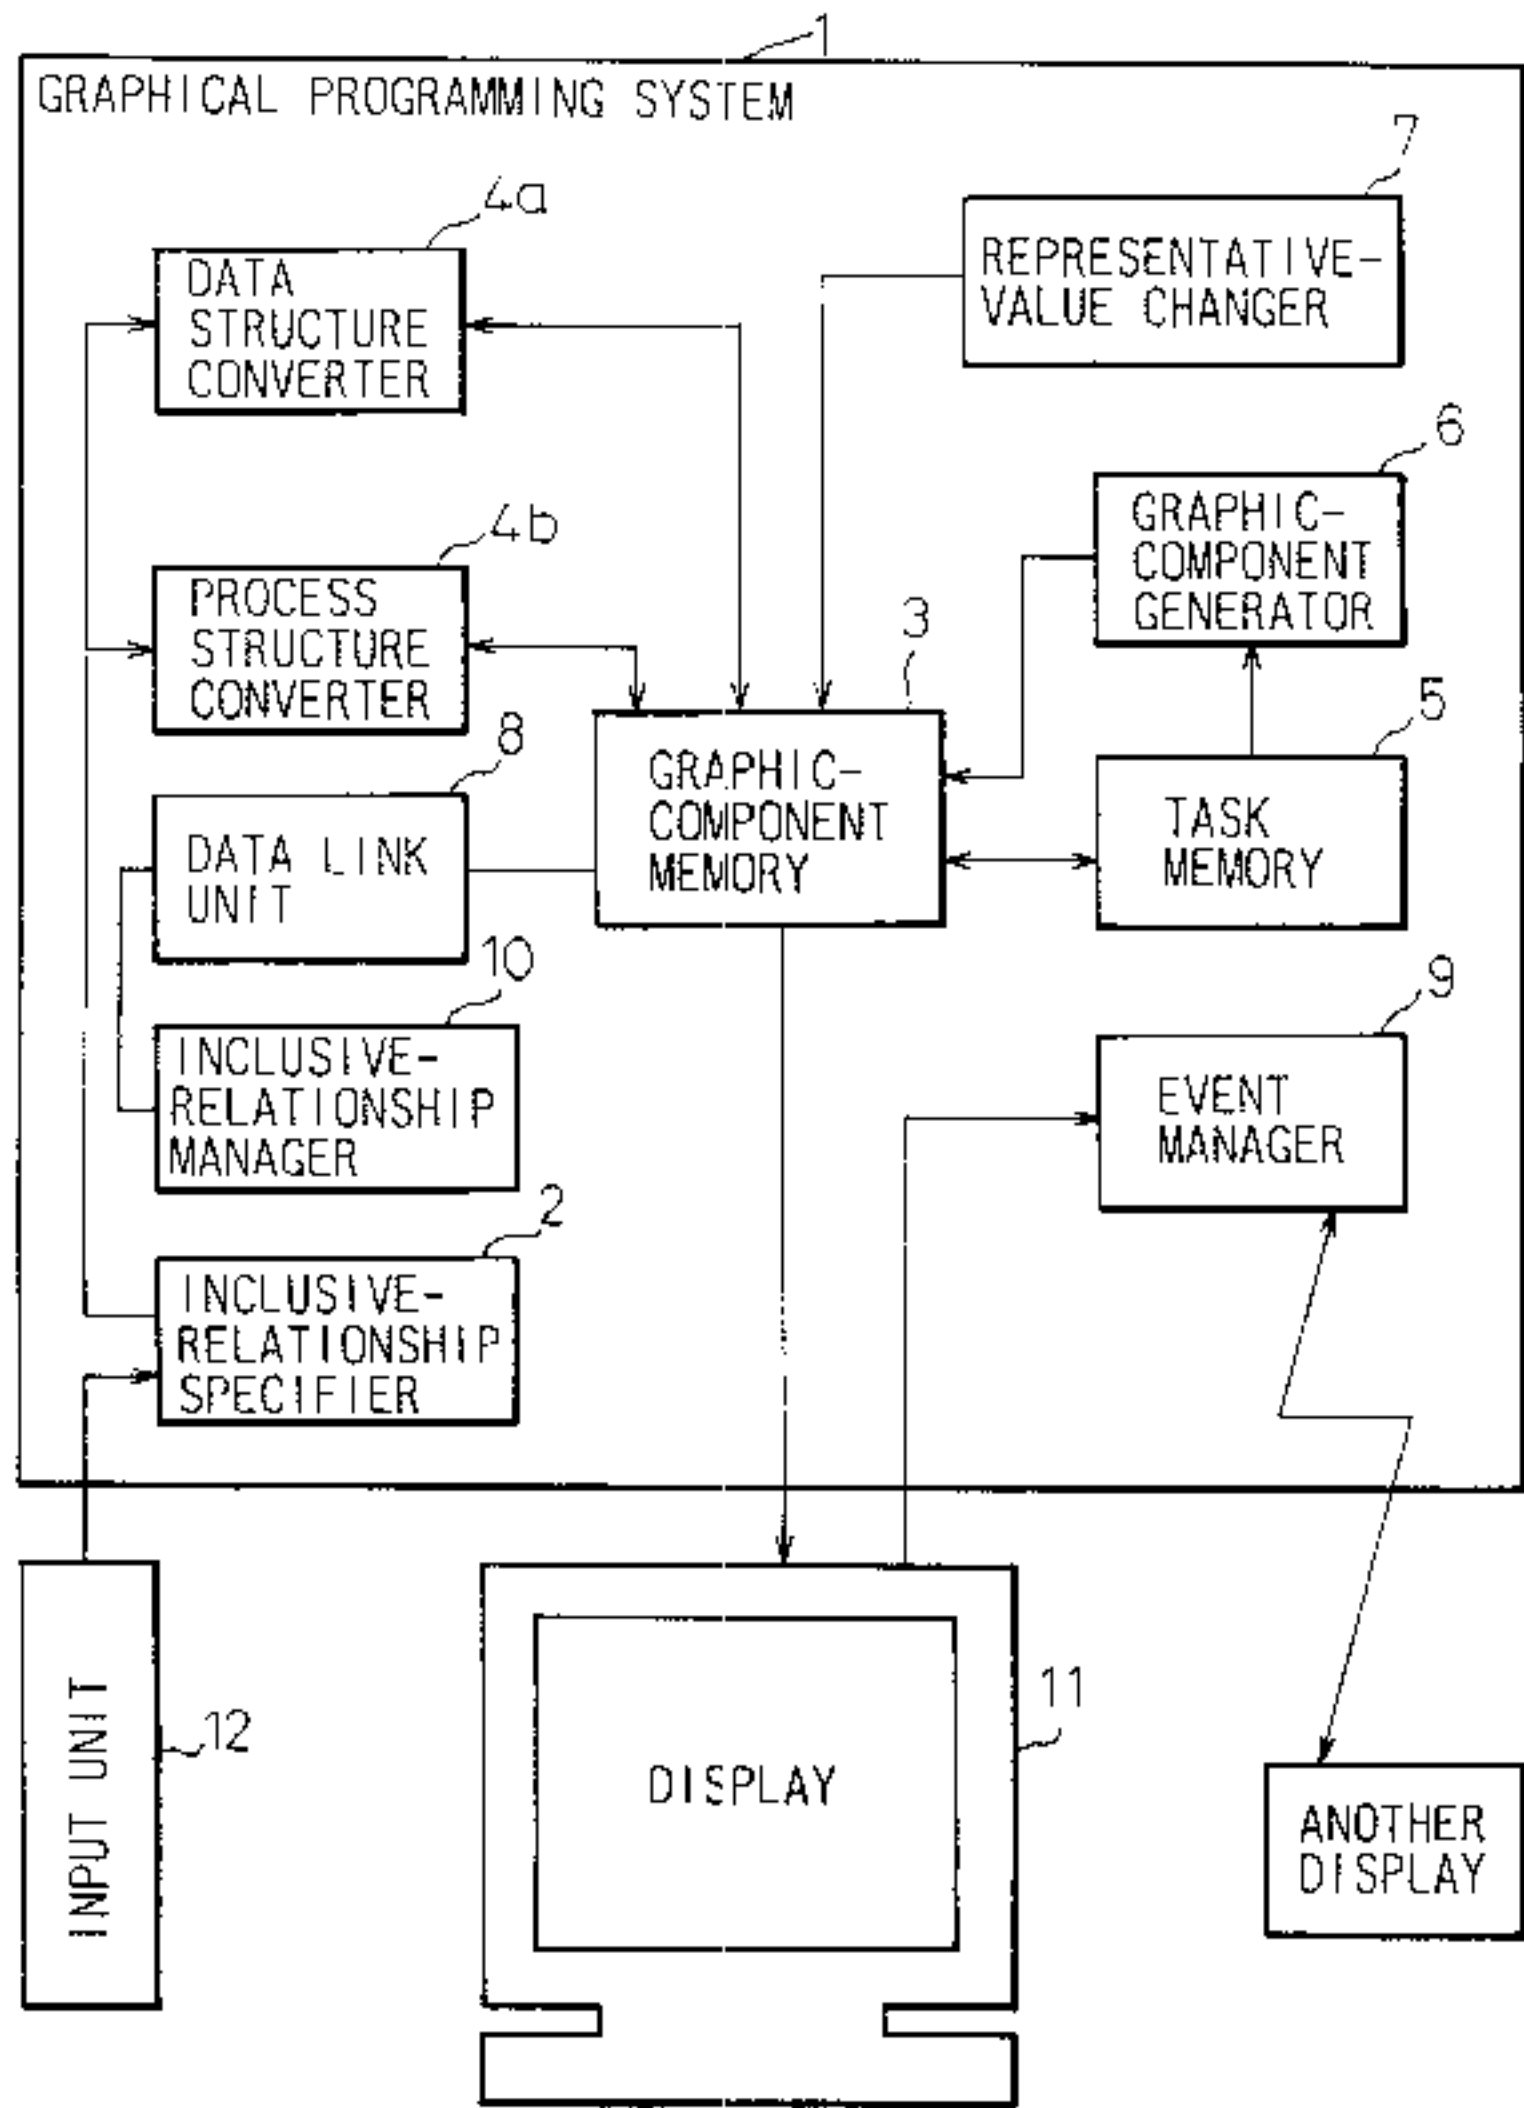 1
GRAPHICAL PROGRAMMING SYSTEM
7
4a
REPRESENTATIVE-
VALUE CHANGER
DATA
STRUCTURE
CONVERTER
6
GRAPHIC-
COMPONENT
GENERATOR
4b
PROCESS
STRUCTURE
CONVERTER
3
GRAPHIC-
COMPONENT
MEMORY
5
TASK
MEMORY
8
DATA LINK
UNIT
10
INCLUSIVE-
RELATIONSHIP
MANAGER
9
EVENT
MANAGER
2
INCLUSIVE-
RELATIONSHIP
SPECIFIER
INPUT UNIT
12
DISPLAY
11
ANOTHER
DISPLAY